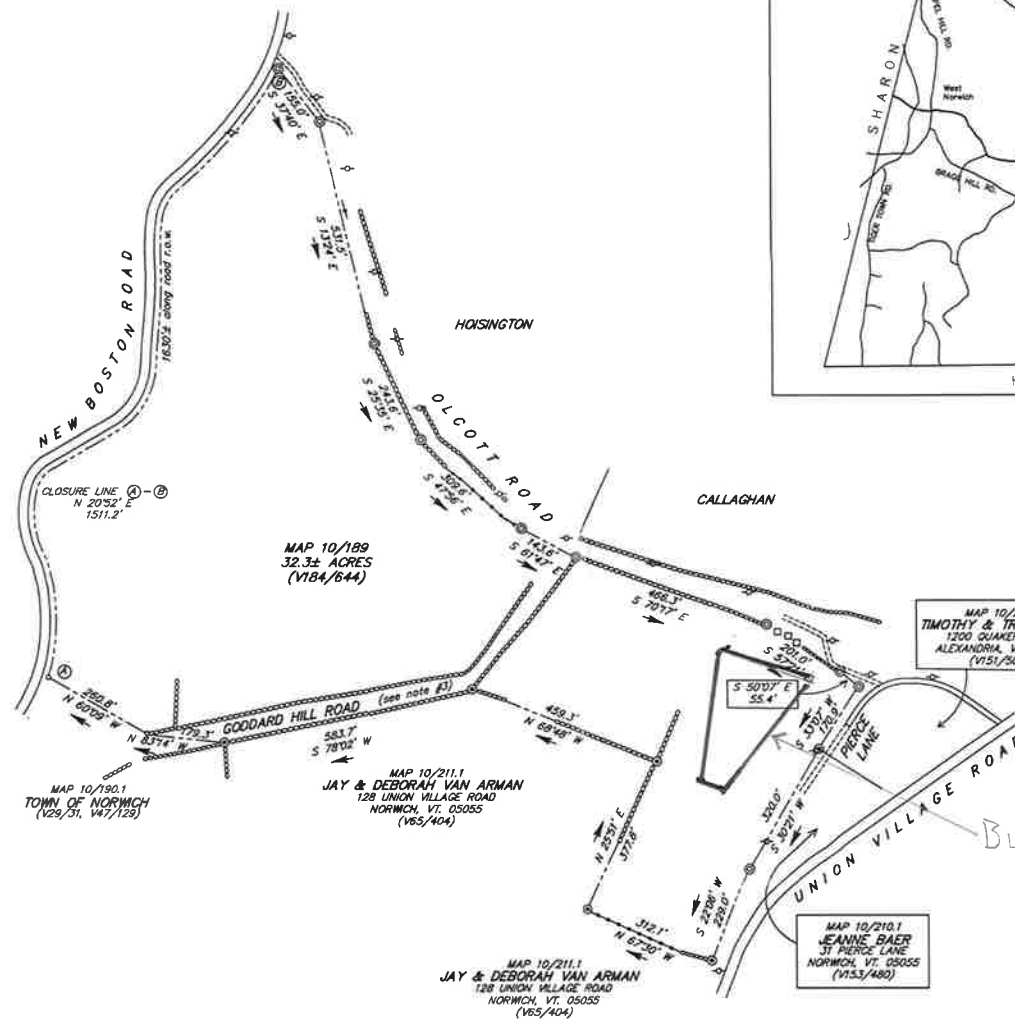 SHARON
West
Norwich
BRAGG HILL RD.
155.0'
S 37°40' E
531.5'
S 13°24' E
NEW BOSTON ROAD
1630'± along road r.o.w.
HOISINGTON
243.6'
S 25°35' E
OLCOTT ROAD
309.6'
S 47°56' E
CLOSURE LINE A - B
N 20°52' E
1511.2'
CALLAGHAN
143.6'
S 61°47' E
MAP 10/189
32.3± ACRES
(V184/644)
466.3'
S 70°17' E
MAP 10/
TIMOTHY & TR
1200 QUAKE
ALEXANDRIA, V
(V151/50
201.0'
S 50°07' E
55.4'
A
B
260.8'
N 60°09' W
179.3'
N 83°14' W
GODDARD HILL ROAD (see note #3)
583.7'
S 78°02' W
459.3'
N 68°48' W
S 33°07' W
170.9'
PIERCE
LANE
MAP 10/190.1
TOWN OF NORWICH
(V29/31, V47/129)
MAP 10/211.1
JAY & DEBORAH VAN ARMAN
128 UNION VILLAGE ROAD
NORWICH, VT. 05055
(V65/404)
N 25°51' E
377.6'
320.0'
S 30°21' W
UNION VILLAGE ROAD
S 22°06' W
229.0'
312.1'
N 67°30' W
MAP 10/210.1
JEANNE BAER
31 PIERCE LANE
NORWICH, VT. 05055
(V153/480)
MAP 10/211.1
JAY & DEBORAH VAN ARMAN
128 UNION VILLAGE ROAD
NORWICH, VT. 05055
(V65/404)